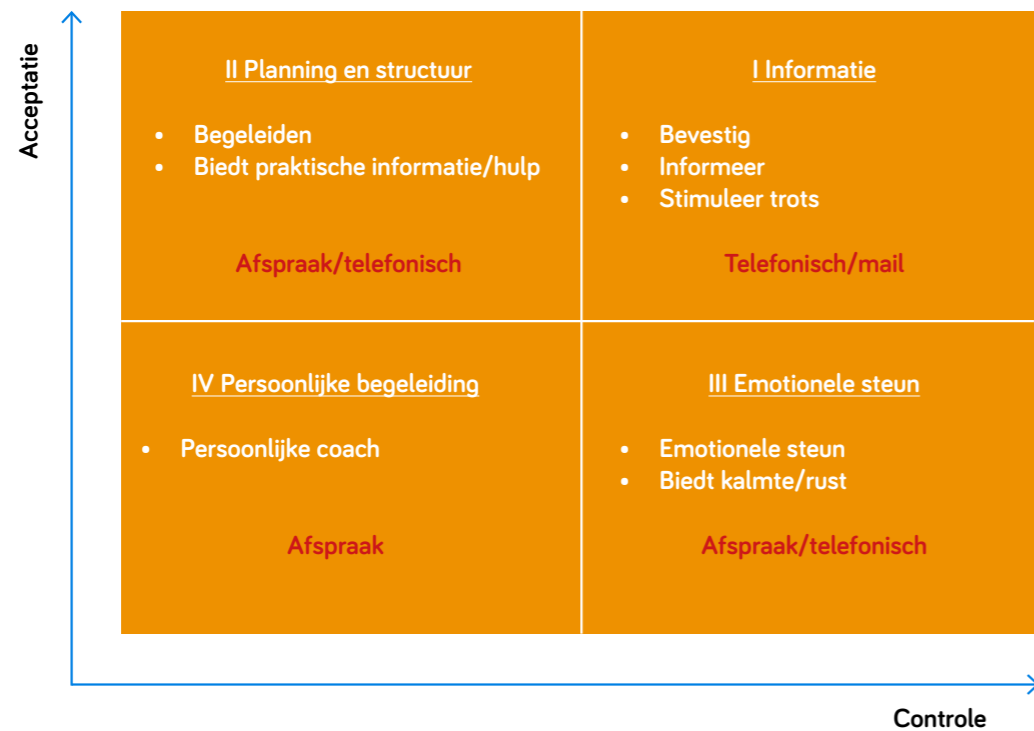 Acceptatie
II Planning en structuur
• Begeleiden
• Biedt praktische informatie/hulp
Afspraak/telefonisch
I Informatie
• Bevestig
• Informeer
• Stimuleer trots
Telefonisch/mail
IV Persoonlijke begeleiding
• Persoonlijke coach
Afspraak
III Emotionele steun
• Emotionele steun
• Biedt kalmte/rust
Afspraak/telefonisch
Controle